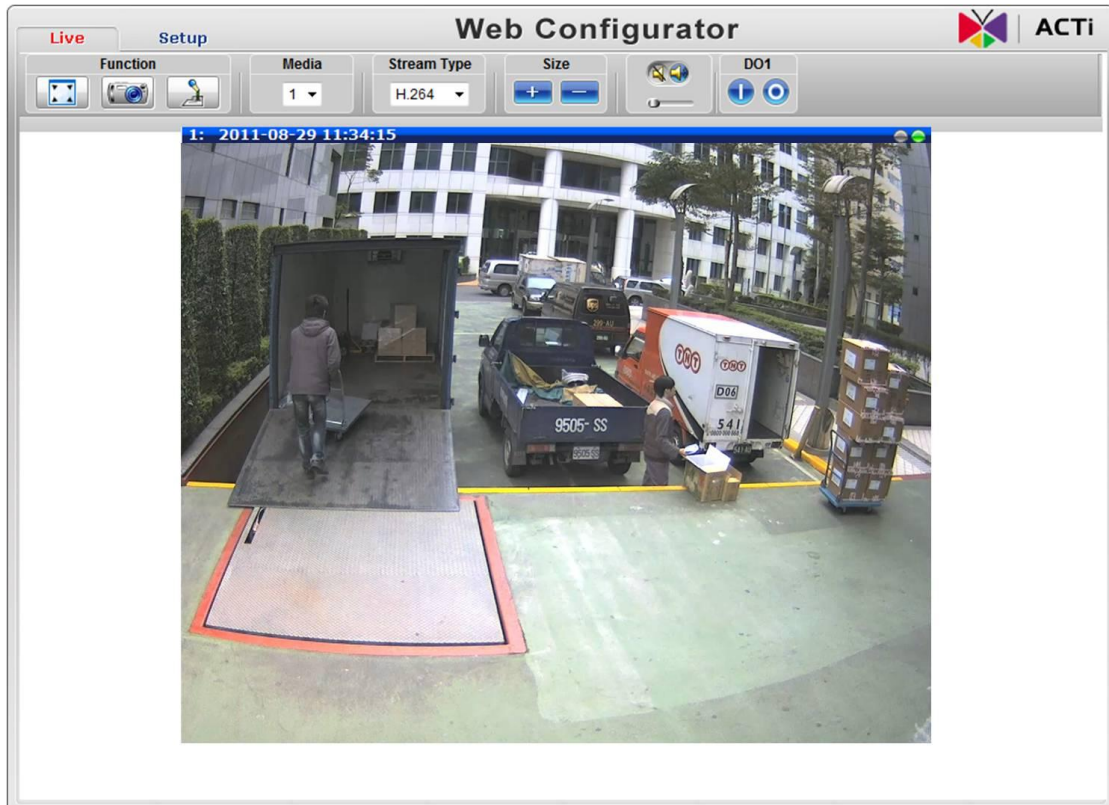 Live
Setup
Web Configurator
ACTi
Function
Media
Stream Type
Size
DO1
1
H.264
1: 2011-08-29 11:34:15
TNT
TNT
D06
541
9505-SS
9505 SS